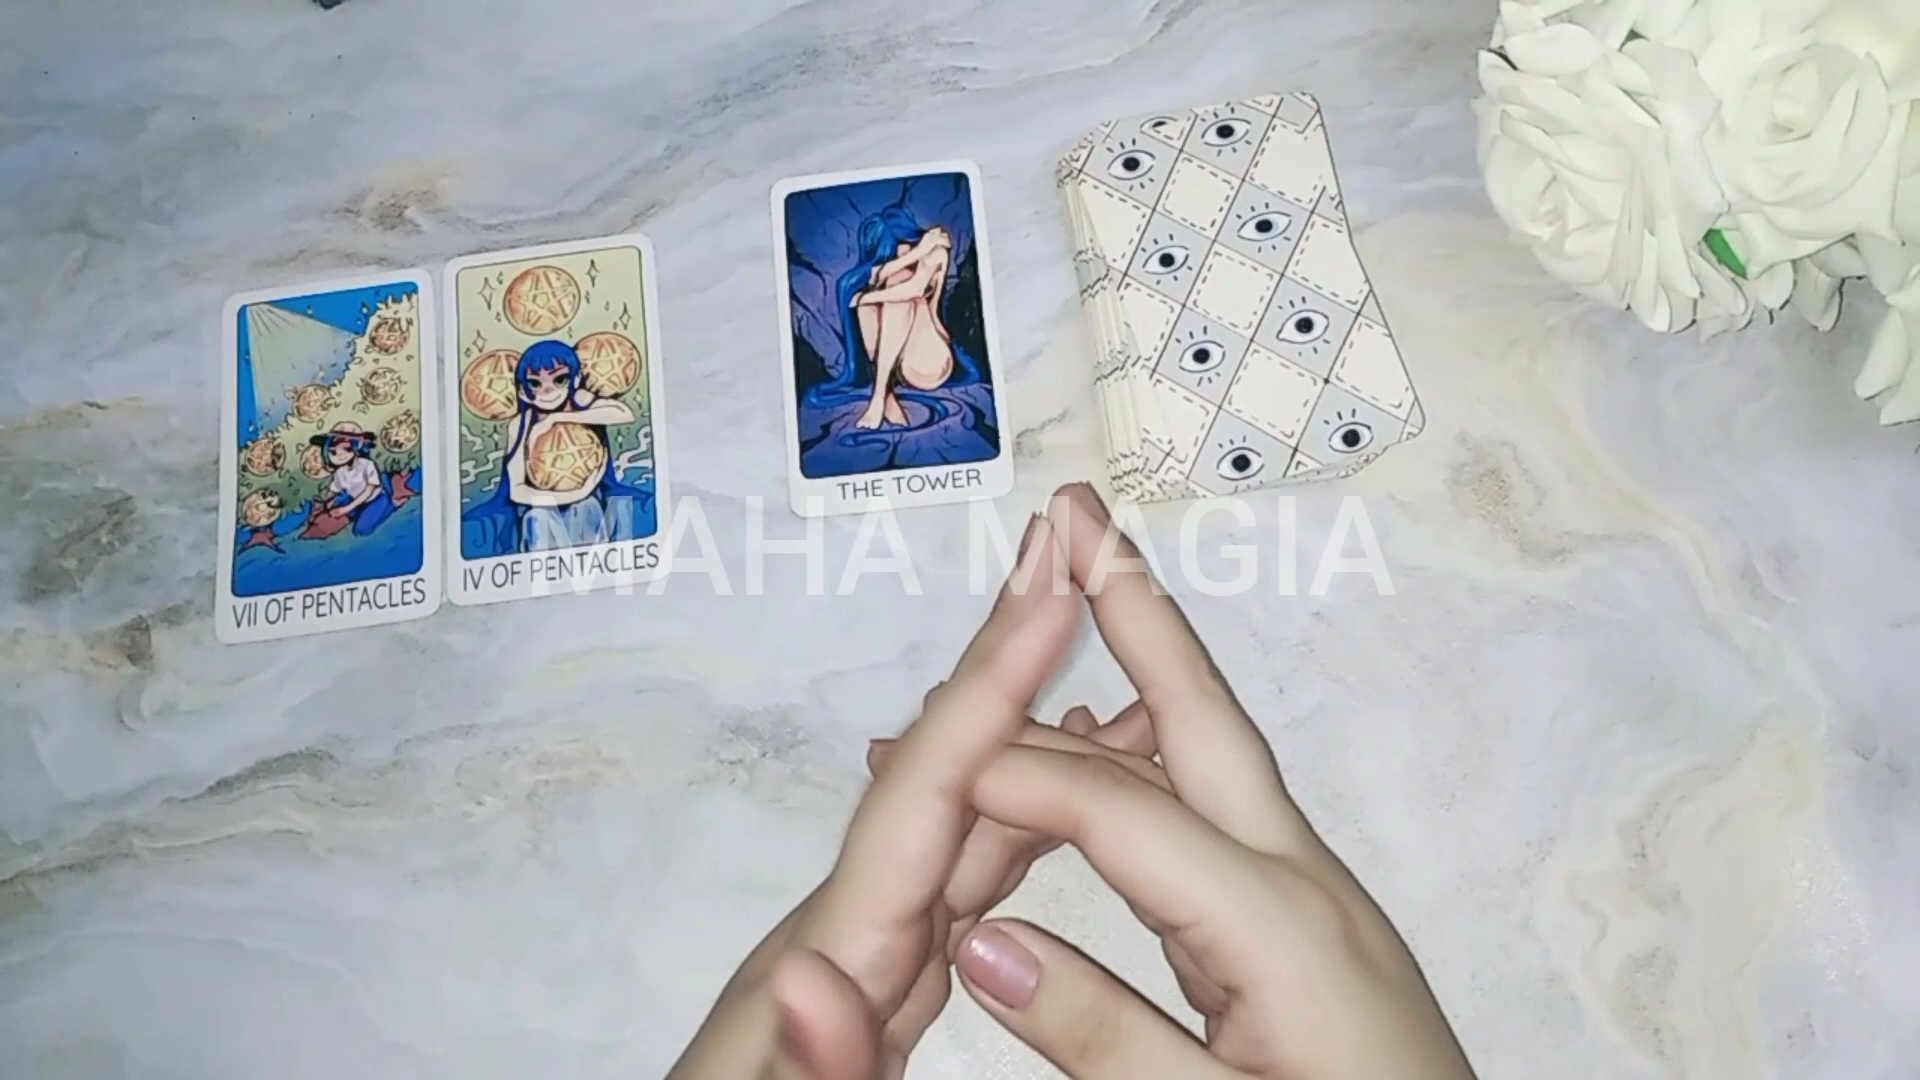 VII OF PENTACLES
IV OF PENTACLES
THE TOWER
MAHA MAGIA